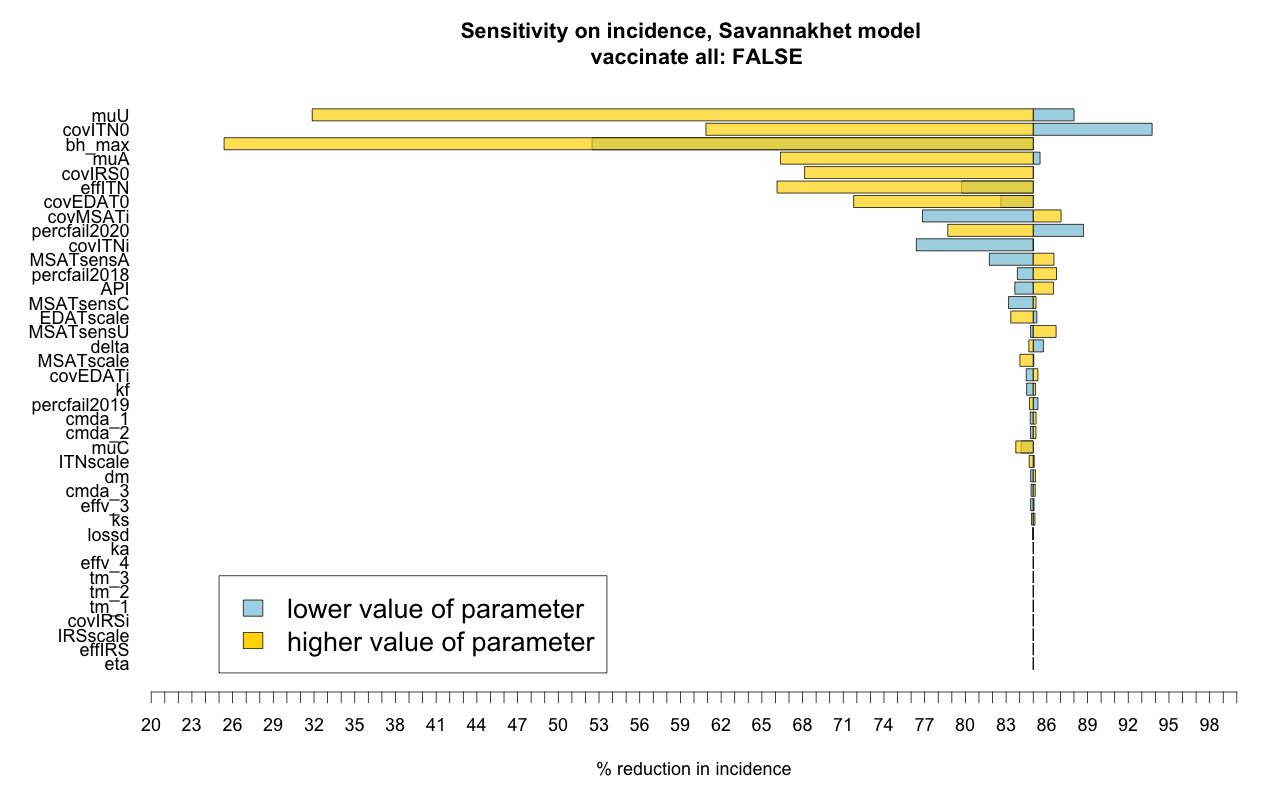 Sensitivity on incidence, Savannakhet model
vaccinate all: FALSE
muU
covITN0
bh_max
muA
covIRS0
effITN
covEDAT0
covMSATi
percfail2020
covITNi
MSATsensA
percfail2018
API
MSATsensC
EDATscale
MSATsensU
delta
MSATscale
covEDATi
kf
percfail2019
cmda_1
cmda_2
muC
ITNscale
dm
cmda_3
effv_3
ks
lossd
ka
effv_4
tm_3
tm_2
tm_1
covIRSi
IRSscale
effIRS
eta
lower value of parameter
higher value of parameter
20 23 26 29 32 35 38 41 44 47 50 53 56 59 62 65 68 71 74 77 80 83 86 89 92 95 98
% reduction in incidence